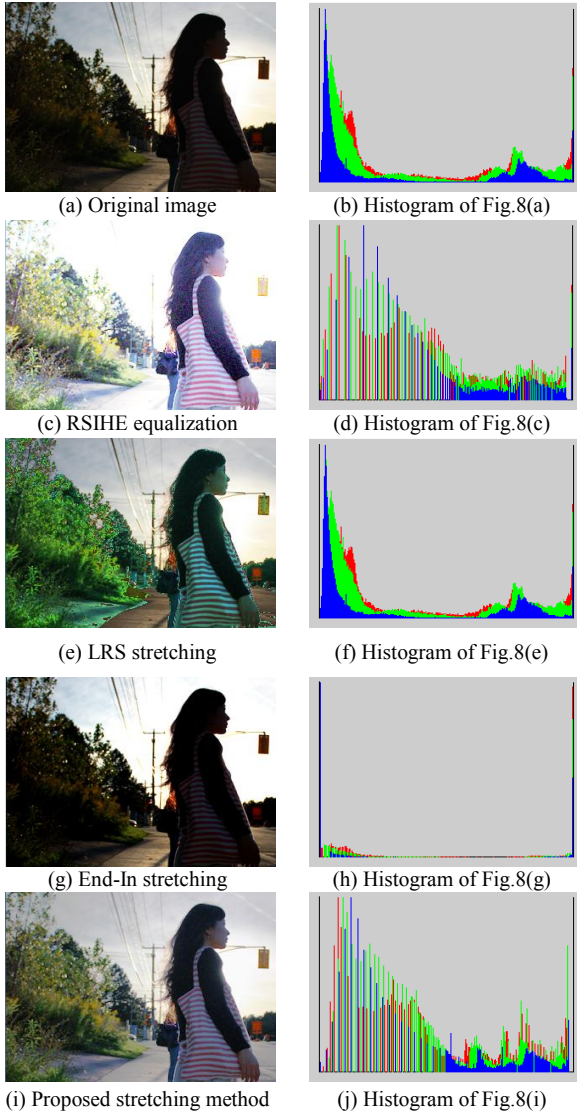 (a) Original image
(b) Histogram of Fig.8(a)
(c) RSIHE equalization
(d) Histogram of Fig.8(c)
(e) LRS stretching
(f) Histogram of Fig.8(e)
(g) End-In stretching
(h) Histogram of Fig.8(g)
(i) Proposed stretching method
(j) Histogram of Fig.8(i)